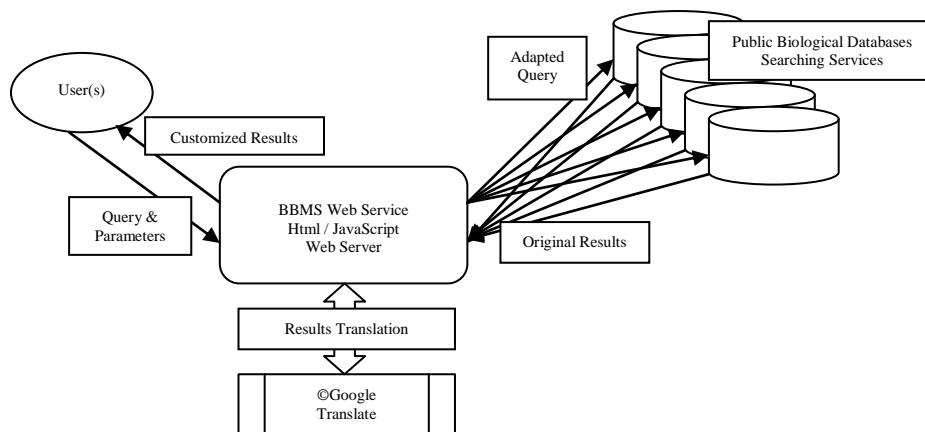 User(s)
Customized Results
Query &
Parameters
BBMS Web Service
Html / JavaScript
Web Server
Adapted
Query
Public Biological Databases
Searching Services
Original Results
Results Translation
©Google
Translate